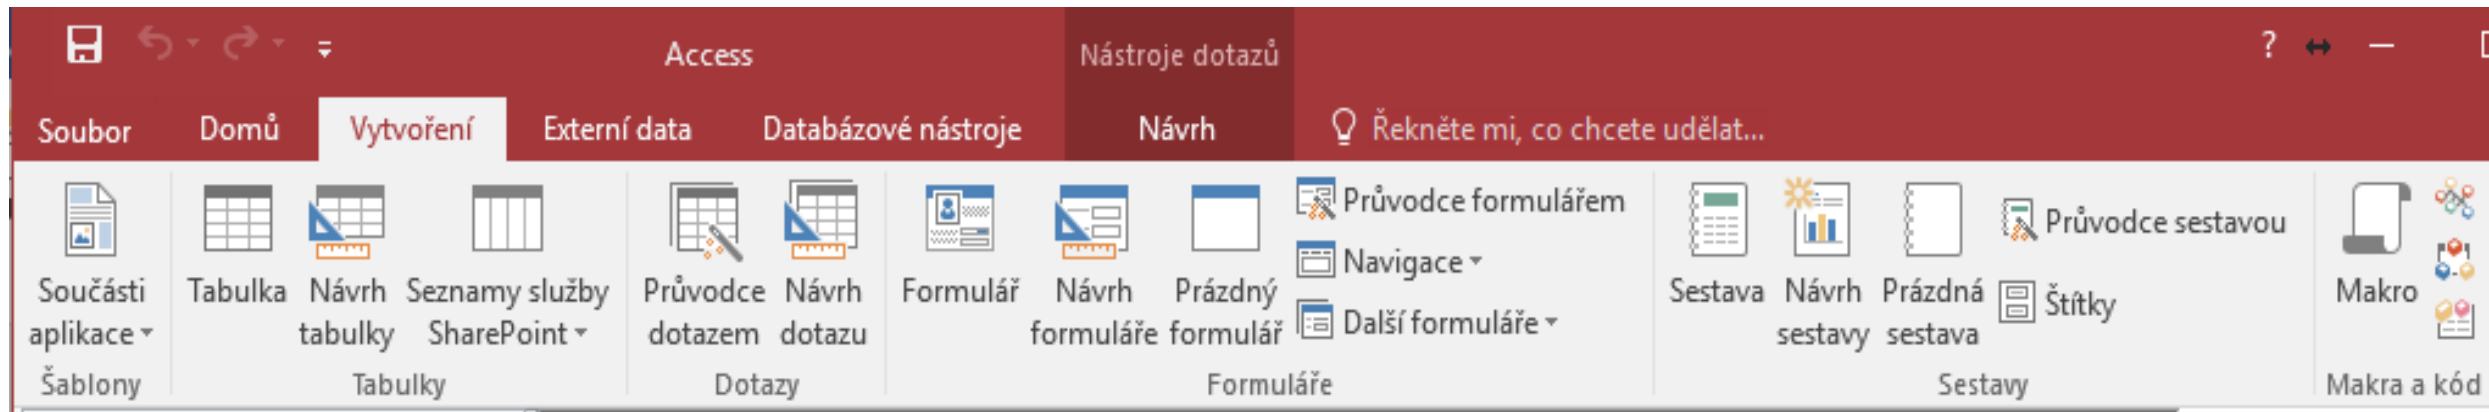 Access
Nástroje dotazů
?
Soubor
Domů
Vytvoření
Externí data
Databázové nástroje
Návrh
Řekněte mi, co chcete udělat...
Součásti
aplikace
Šablony
Tabulka
Návrh
tabulky
Seznamy služby
SharePoint
Tabulky
Průvodce
dotazem
Návrh
dotazu
Dotazy
Formulář
Návrh
formuláře
Prázdný
formulář
Průvodce formulářem
Navigace
Další formuláře
Formuláře
Sestava
Návrh
sestavy
Prázdná
sestava
Průvodce sestavou
Štítky
Sestavy
Makro
Makra a kód